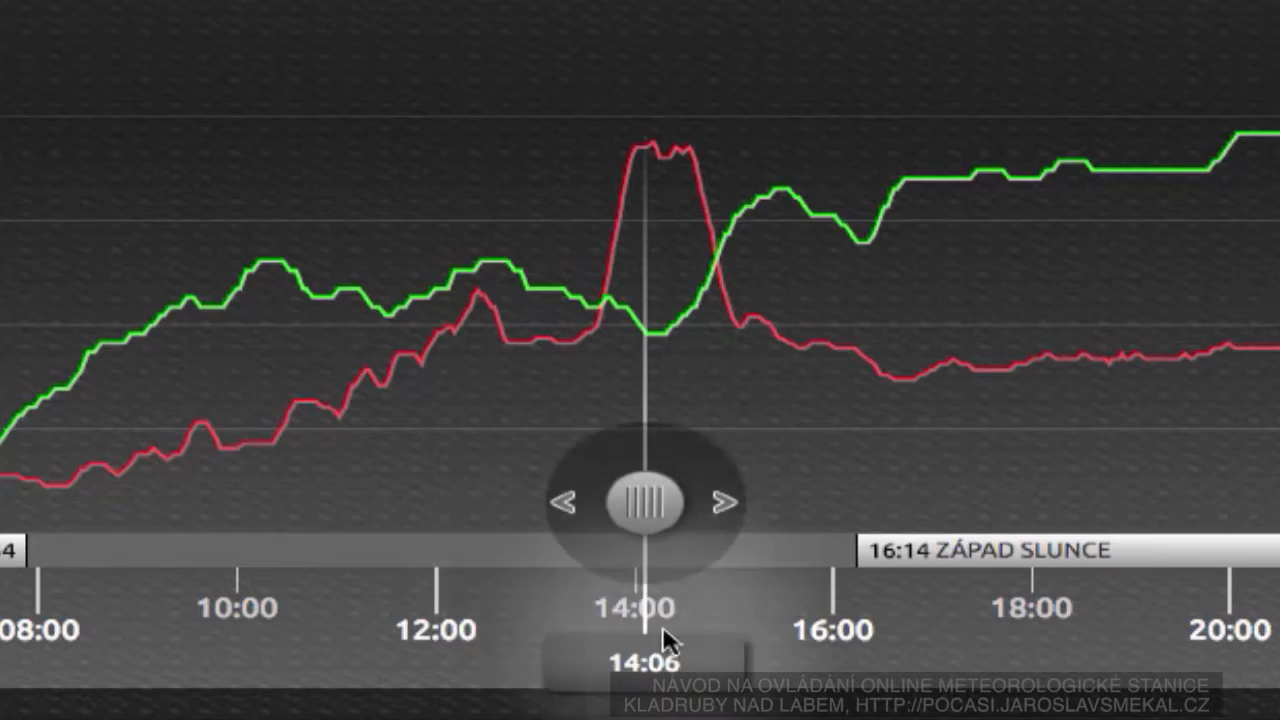 4
16:14 ZÁPAD SLUNCE
10:00 14:00 18:00
08:00 12:00 16:00 20:00
14:06
NÁVOD NA OVLÁDÁNÍ ONLINE METEOROLOGICKÉ STANICE
KLADRUBY NAD LABEM, HTTP://POCASI.JAROSLAVSMEKAL.CZ